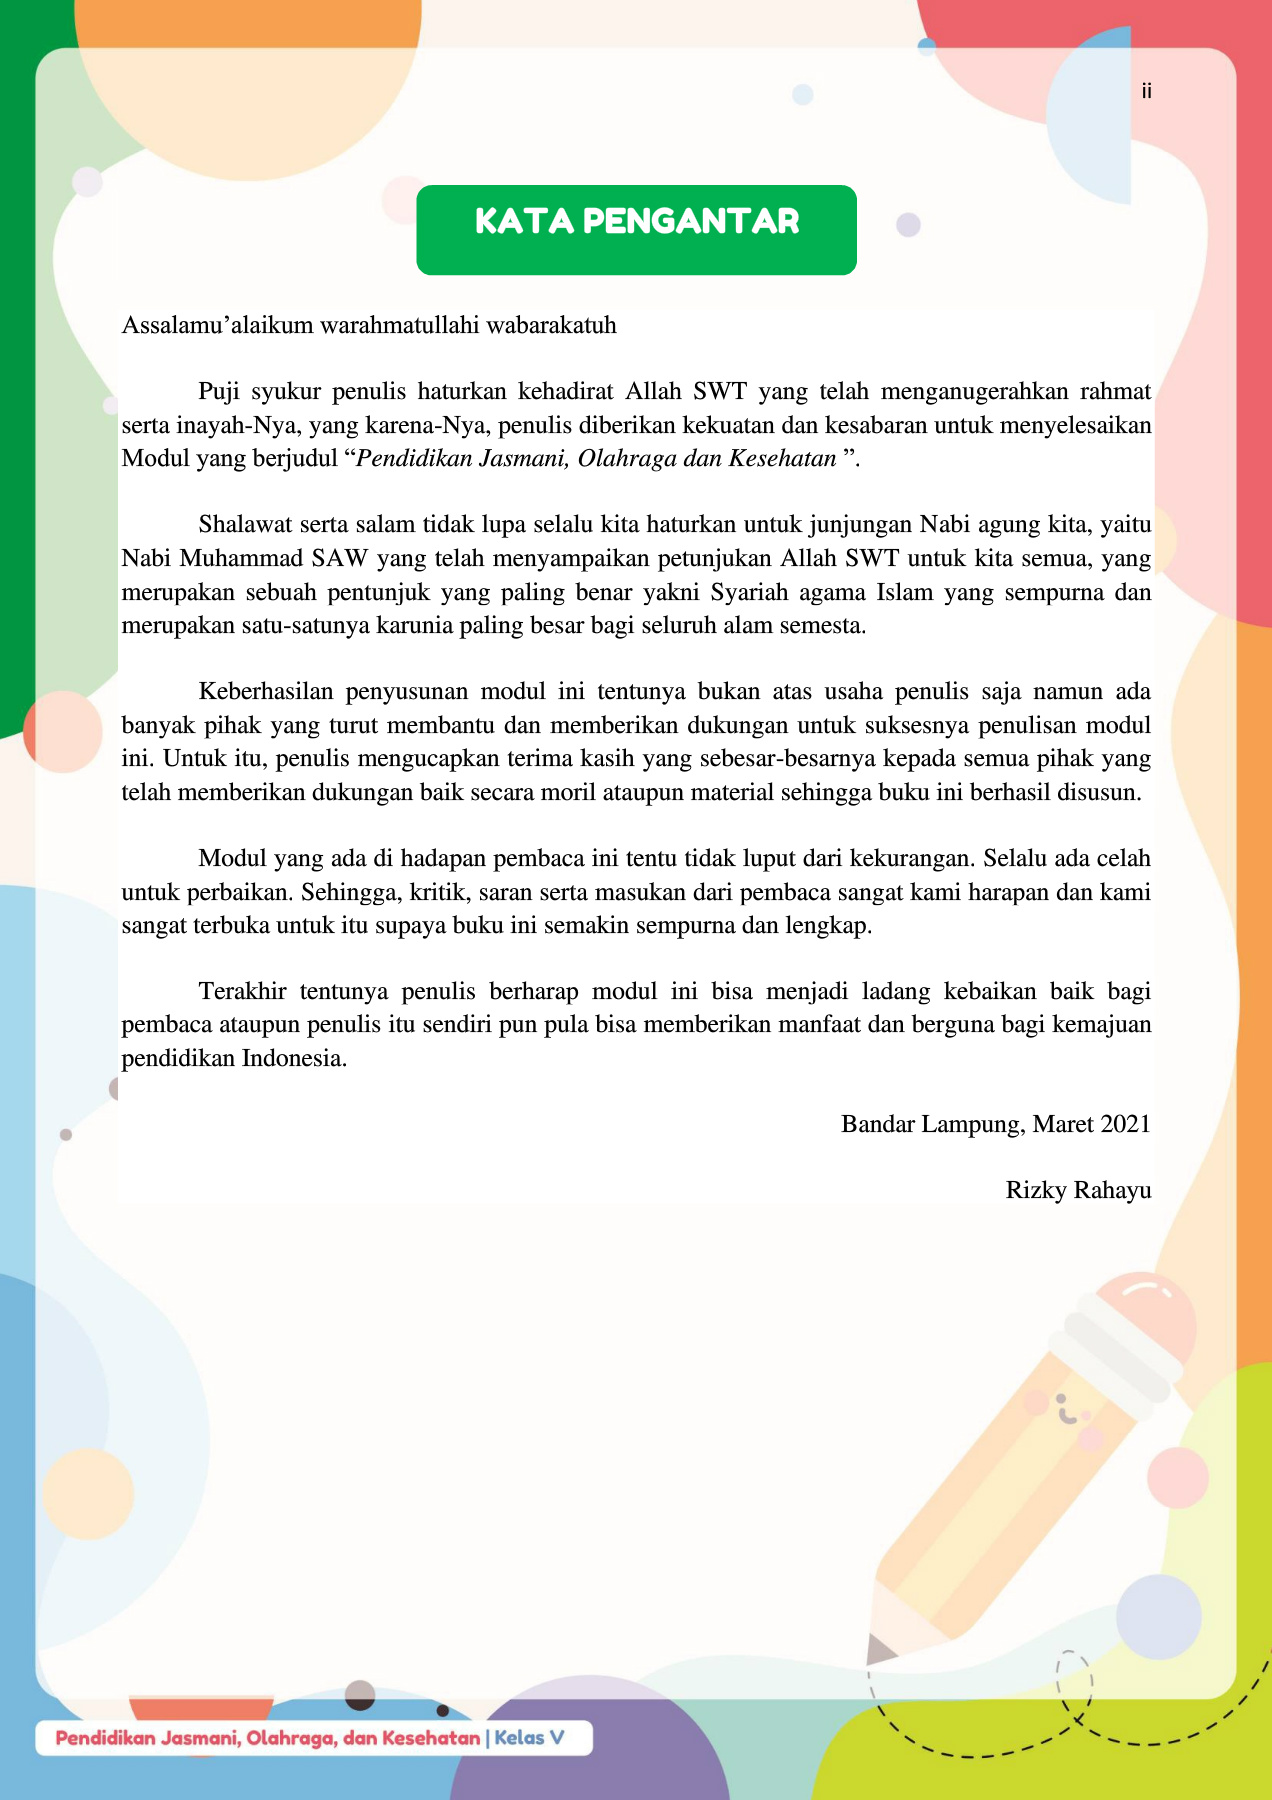 ii
KATA PENGANTAR
Assalamu’alaikum warahmatullahi wabarakatuh
Puji syukur penulis haturkan kehadirat Allah SWT yang telah menganugerahkan rahmat
serta inayah-Nya, yang karena-Nya, penulis diberikan kekuatan dan kesabaran untuk menyelesaikan
Modul yang berjudul “Pendidikan Jasmani, Olahraga dan Kesehatan ”.
Shalawat serta salam tidak lupa selalu kita haturkan untuk junjungan Nabi agung kita, yaitu
Nabi Muhammad SAW yang telah menyampaikan petunjukan Allah SWT untuk kita semua, yang
merupakan sebuah pentunjuk yang paling benar yakni Syariah agama Islam yang sempurna dan
merupakan satu-satunya karunia paling besar bagi seluruh alam semesta.
Keberhasilan penyusunan modul ini tentunya bukan atas usaha penulis saja namun ada
banyak pihak yang turut membantu dan memberikan dukungan untuk suksesnya penulisan modul
ini. Untuk itu, penulis mengucapkan terima kasih yang sebesar-besarnya kepada semua pihak yang
telah memberikan dukungan baik secara moril ataupun material sehingga buku ini berhasil disusun.
Modul yang ada di hadapan pembaca ini tentu tidak luput dari kekurangan. Selalu ada celah
untuk perbaikan. Sehingga, kritik, saran serta masukan dari pembaca sangat kami harapan dan kami
sangat terbuka untuk itu supaya buku ini semakin sempurna dan lengkap.
Terakhir tentunya penulis berharap modul ini bisa menjadi ladang kebaikan baik bagi
pembaca ataupun penulis itu sendiri pun pula bisa memberikan manfaat dan berguna bagi kemajuan
pendidikan Indonesia.
Bandar Lampung, Maret 2021
Rizky Rahayu
Pendidikan Jasmani, Olahraga, dan Kesehatan | Kelas V